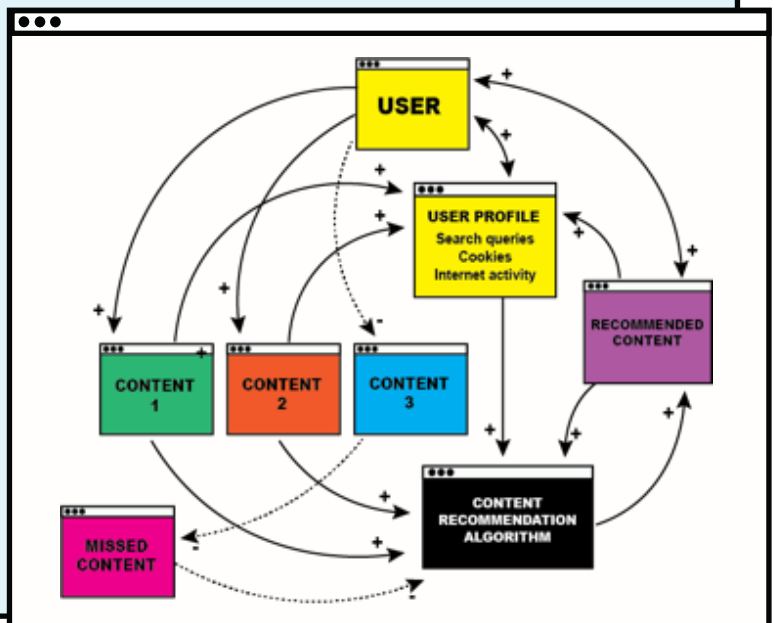 USER
USER PROFILE
Search queries
Cookies
Internet activity
RECOMMENDED
CONTENT
CONTENT
1
CONTENT
2
CONTENT
3
CONTENT
RECOMMENDATION
ALGORITHM
MISSED
CONTENT
+
+
+
+
+
+
+
+
+
-
+
+
+
+
+
-
+
-